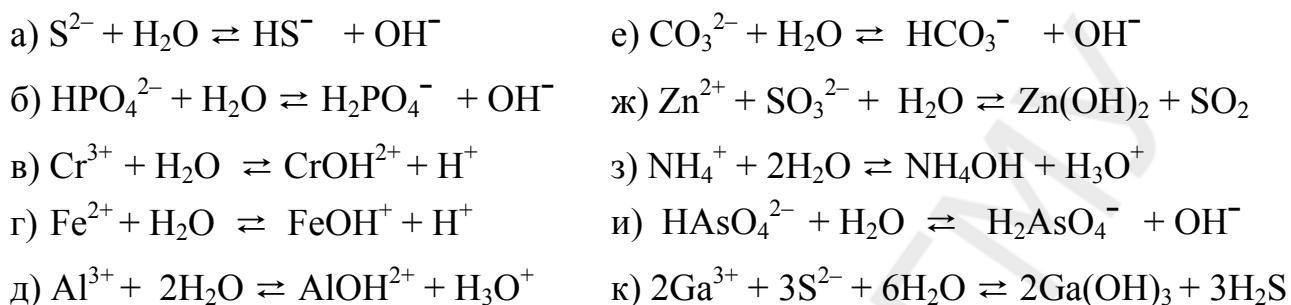 а) S²⁻ + H₂O ⇄ HS⁻ + OH⁻
б) HPO₄²⁻ + H₂O ⇄ H₂PO₄⁻ + OH⁻
в) Cr³⁺ + H₂O ⇄ CrOH²⁺ + H⁺
г) Fe²⁺ + H₂O ⇄ FeOH⁺ + H⁺
д) Al³⁺ + 2H₂O ⇄ AlOH²⁺ + H₃O⁺
е) CO₃²⁻ + H₂O ⇄ HCO₃⁻ + OH⁻
ж) Zn²⁺ + SO₃²⁻ + H₂O ⇄ Zn(OH)₂ + SO₂
з) NH₄⁺ + 2H₂O ⇄ NH₄OH + H₃O⁺
и) HAsO₄²⁻ + H₂O ⇄ H₂AsO₄⁻ + OH⁻
к) 2Ga³⁺ + 3S²⁻ + 6H₂O ⇄ 2Ga(OH)₃ + 3H₂S